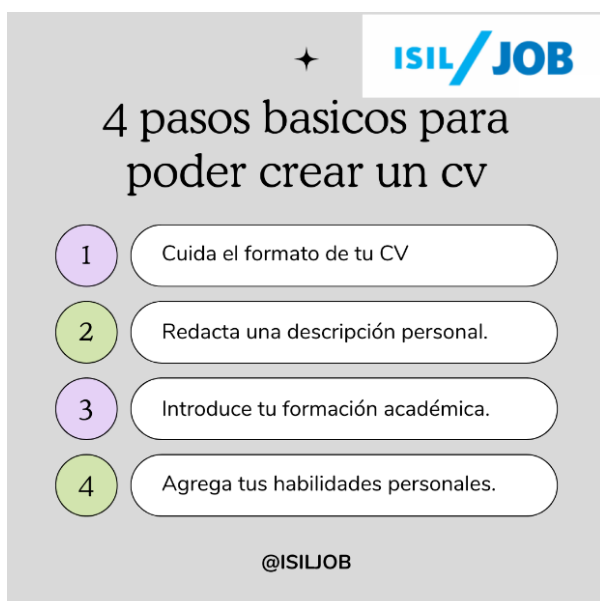 ISIL/JOB
4 pasos basicos para
poder crear un cv
1 Cuida el formato de tu CV
2 Redacta una descripción personal.
3 Introduce tu formación académica.
4 Agrega tus habilidades personales.
@ISILJOB